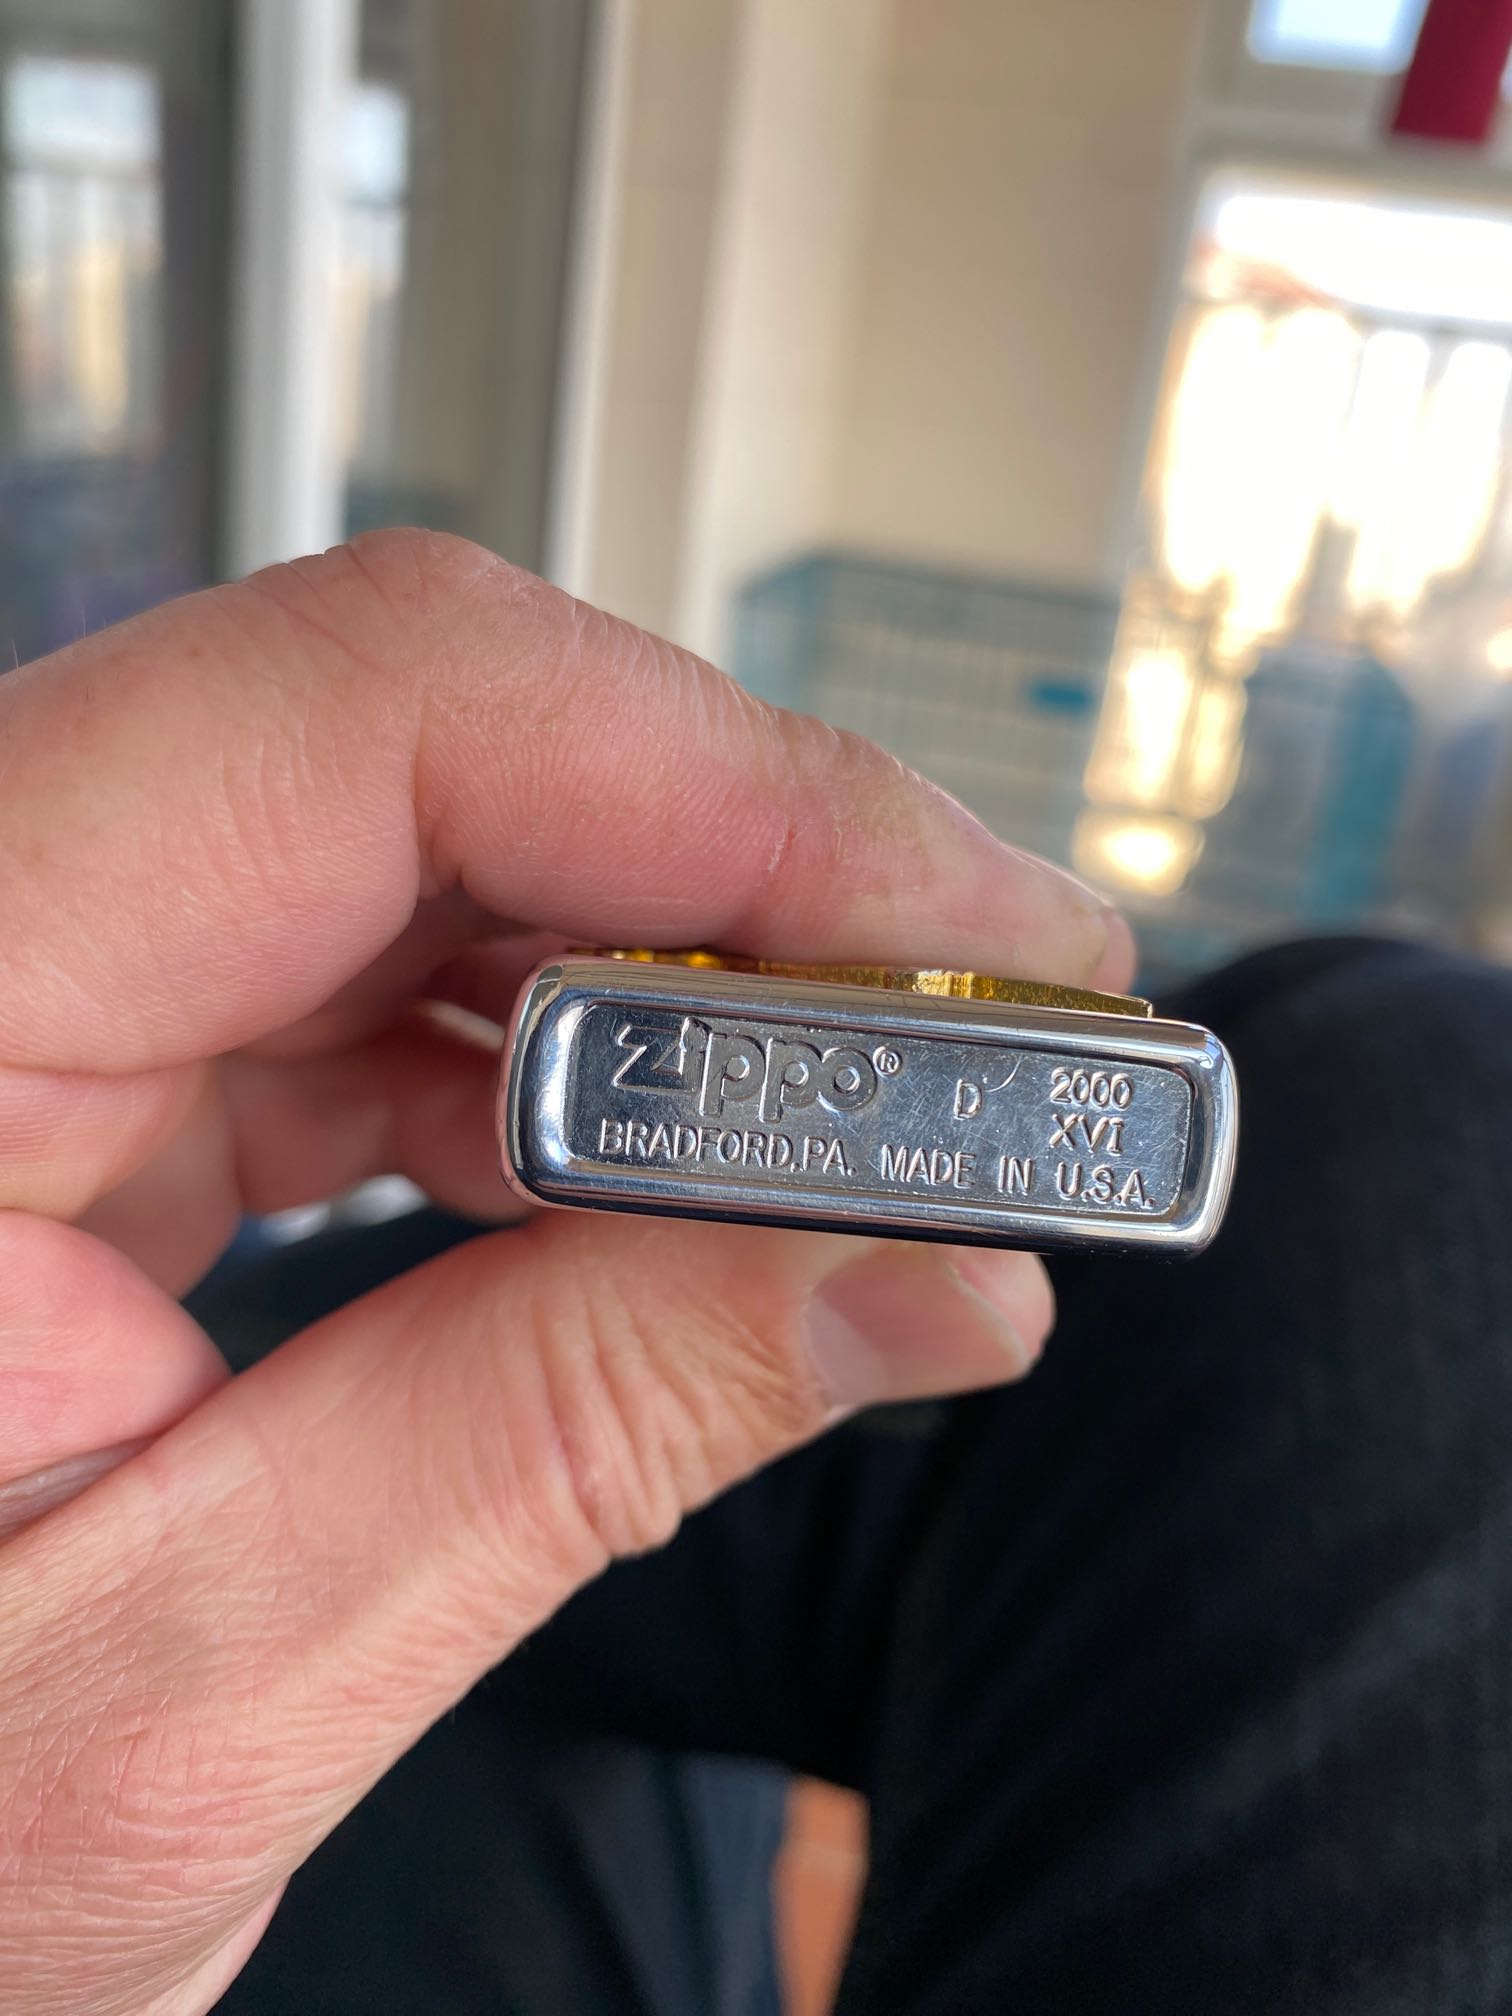 Zippo® D 2000
XVI
BRADFORD,PA. MADE IN U.S.A.